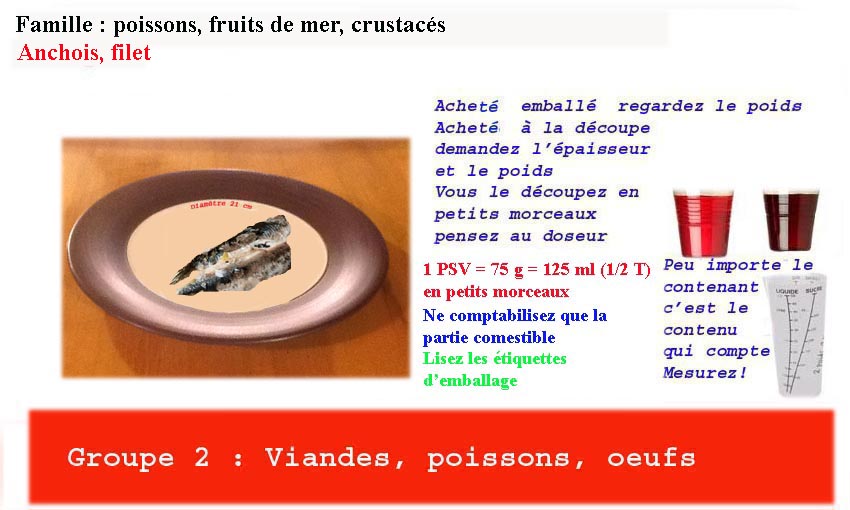 Famille : poissons, fruits de mer, crustacés
Anchois, filet
Acheté emballé regardez le poids
Acheté à la découpe
demandez l'épaisseur
et le poids
Vous le découpez en
petits morceaux
pensez au doseur
Diamètre 21 cm
1 PSV = 75 g = 125 ml (1/2 T)
en petits morceaux
Ne comptabilisez que la
partie comestible
Lisez les étiquettes
d'emballage
Peu importe le
contenant
c'est le
contenu
qui compte
Mesurez!
LIQUIDE SUCRE
Groupe 2 : Viandes, poissons, oeufs